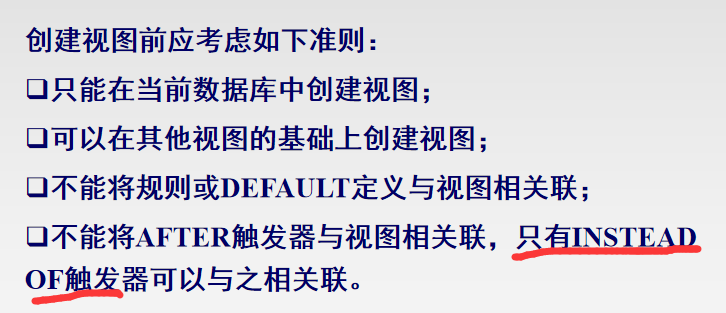 创建视图前应考虑如下准则：
❑只能在当前数据库中创建视图；
❑可以在其他视图的基础上创建视图；
❑不能将规则或DEFAULT定义与视图相关联；
❑不能将AFTER触发器与视图相关联，只有INSTEAD
OF触发器可以与之相关联。